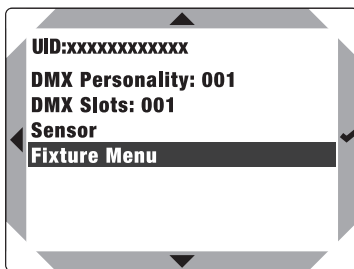 UID:xxxxxxxxxxxx
DMX Personality: 001
DMX Slots: 001
Sensor
Fixture Menu